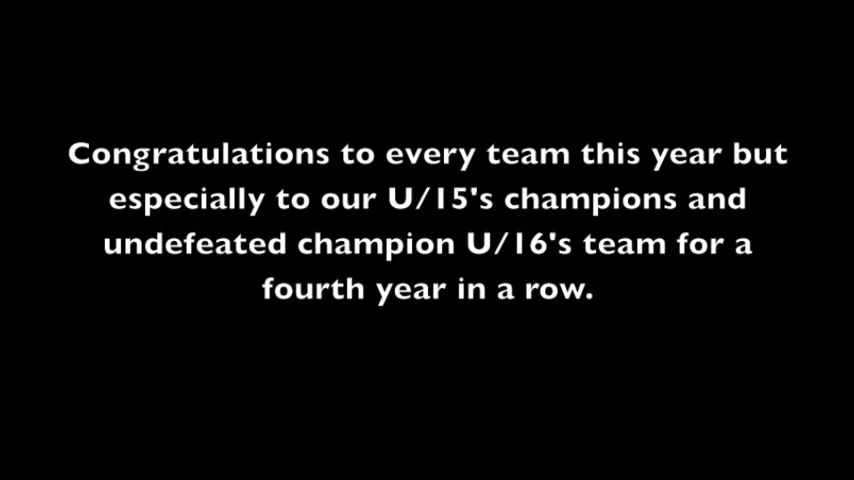 Congratulations to every team this year but
especially to our U/15's champions and
undefeated champion U/16's team for a
fourth year in a row.